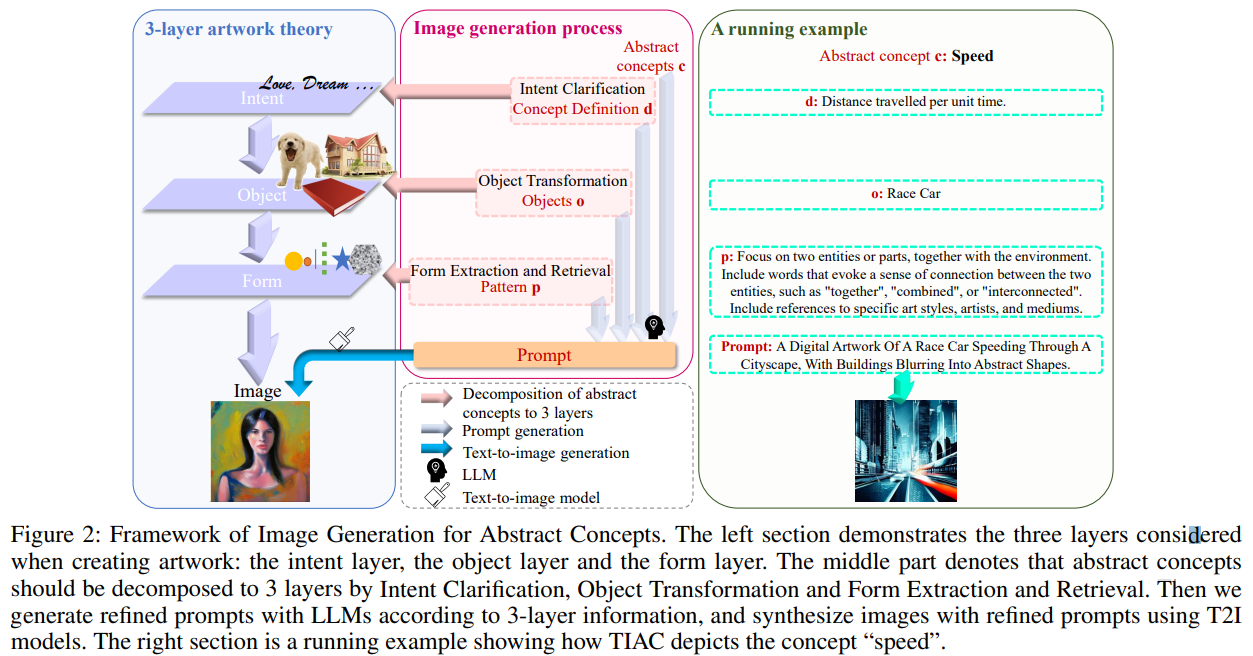 3-layer artwork theory
Love, Dream ...
Intent
Object
Form
Image
Image generation process
Abstract
concepts c
Intent Clarification
Concept Definition d
Object Transformation
Objects o
Form Extraction and Retrieval
Pattern p
Prompt
Decomposition of abstract
concepts to 3 layers
Prompt generation
Text-to-image generation
LLM
Text-to-image model
A running example
Abstract concept c: Speed
d: Distance travelled per unit time.
o: Race Car
p: Focus on two entities or parts, together with the environment.
Include words that evoke a sense of connection between the two
entities, such as "together", "combined", or "interconnected".
Include references to specific art styles, artists, and mediums.
Prompt: A Digital Artwork Of A Race Car Speeding Through A
Cityscape, With Buildings Blurring Into Abstract Shapes.
Figure 2: Framework of Image Generation for Abstract Concepts. The left section demonstrates the three layers considered
when creating artwork: the intent layer, the object layer and the form layer. The middle part denotes that abstract concepts
should be decomposed to 3 layers by Intent Clarification, Object Transformation and Form Extraction and Retrieval. Then we
generate refined prompts with LLMs according to 3-layer information, and synthesize images with refined prompts using T2I
models. The right section is a running example showing how TIAC depicts the concept “speed”.